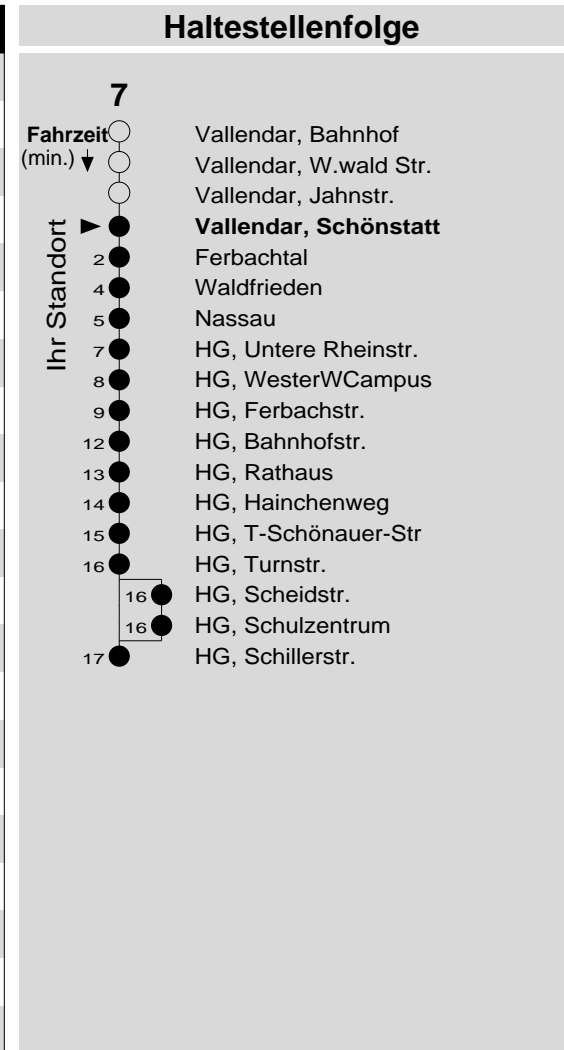 Haltestellenfolge
7
Fahrzeit Vallendar, Bahnhof
(min.) Vallendar, W.wald Str.
Vallendar, Jahnstr.
Ihr Standort
Vallendar, Schönstatt
2 Ferbachtal
4 Waldfrieden
5 Nassau
7 HG, Untere Rheinstr.
8 HG, WesterWCampus
9 HG, Ferbachstr.
12 HG, Bahnhofstr.
13 HG, Rathaus
14 HG, Hainchenweg
15 HG, T-Schönauer-Str
16 HG, Turnstr.
16 HG, Scheidstr.
16 HG, Schulzentrum
17 HG, Schillerstr.